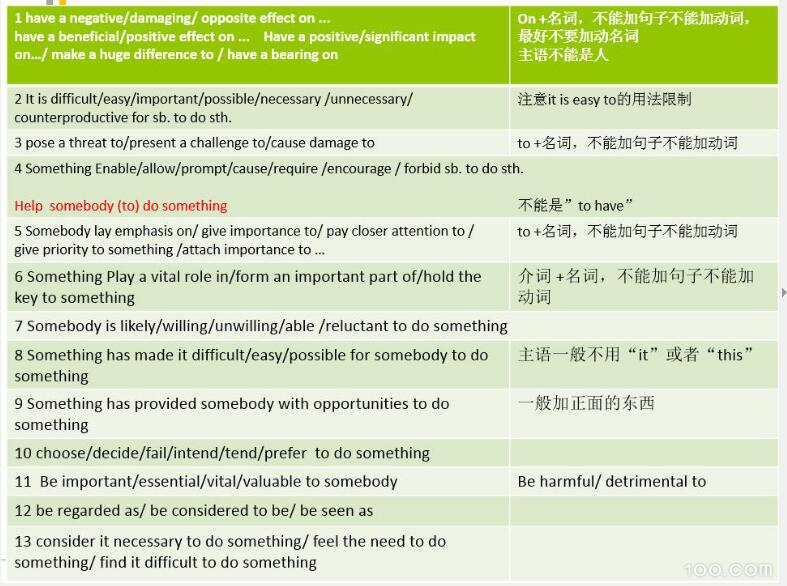 1 have a negative/damaging/ opposite effect on ...
have a beneficial/positive effect on ... Have a positive/significant impact
on.../ make a huge difference to / have a bearing on
On +名词，不能加句子不能加动词，
最好不要加动名词
主语不能是人
2 It is difficult/easy/important/possible/necessary /unnecessary/
counterproductive for sb. to do sth.
注意it is easy to的用法限制
3 pose a threat to/present a challenge to/cause damage to
to +名词，不能加句子不能加动词
4 Something Enable/allow/prompt/cause/require /encourage / forbid sb. to do sth.
Help somebody (to) do something
不能是”to have”
5 Somebody lay emphasis on/ give importance to/ pay closer attention to /
give priority to something /attach importance to ...
to +名词，不能加句子不能加动词
6 Something Play a vital role in/form an important part of/hold the
key to something
介词 +名词，不能加句子不能加
动词
7 Somebody is likely/willing/unwilling/able /reluctant to do something
8 Something has made it difficult/easy/possible for somebody to do
something
主语一般不用“it”或者“this”
9 Something has provided somebody with opportunities to do
something
一般加正面的东西
10 choose/decide/fail/intend/tend/prefer to do something
11 Be important/essential/vital/valuable to somebody
Be harmful/ detrimental to
12 be regarded as/ be considered to be/ be seen as
13 consider it necessary to do something/ feel the need to do
something/ find it difficult to do something
100.com